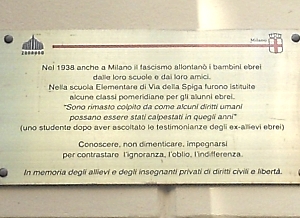 Milano
zonauno
Nel 1938 anche a Milano il fascismo allontanò i bambini ebrei
dalle loro scuole e dai loro amici.
Nella scuola Elementare di Via della Spiga furono istituite
alcune classi pomeridiane per gli alunni ebrei.
"Sono rimasto colpito da come alcuni diritti umani
possano essere stati calpestati in quegli anni"
(uno studente dopo aver ascoltato le testimonianze degli ex-allievi ebrei)
Conoscere, non dimenticare, impegnarsi
per contrastare l'ignoranza, l'oblio, l'indifferenza.
In memoria degli allievi e degli insegnanti privati di diritti civili e libertà.